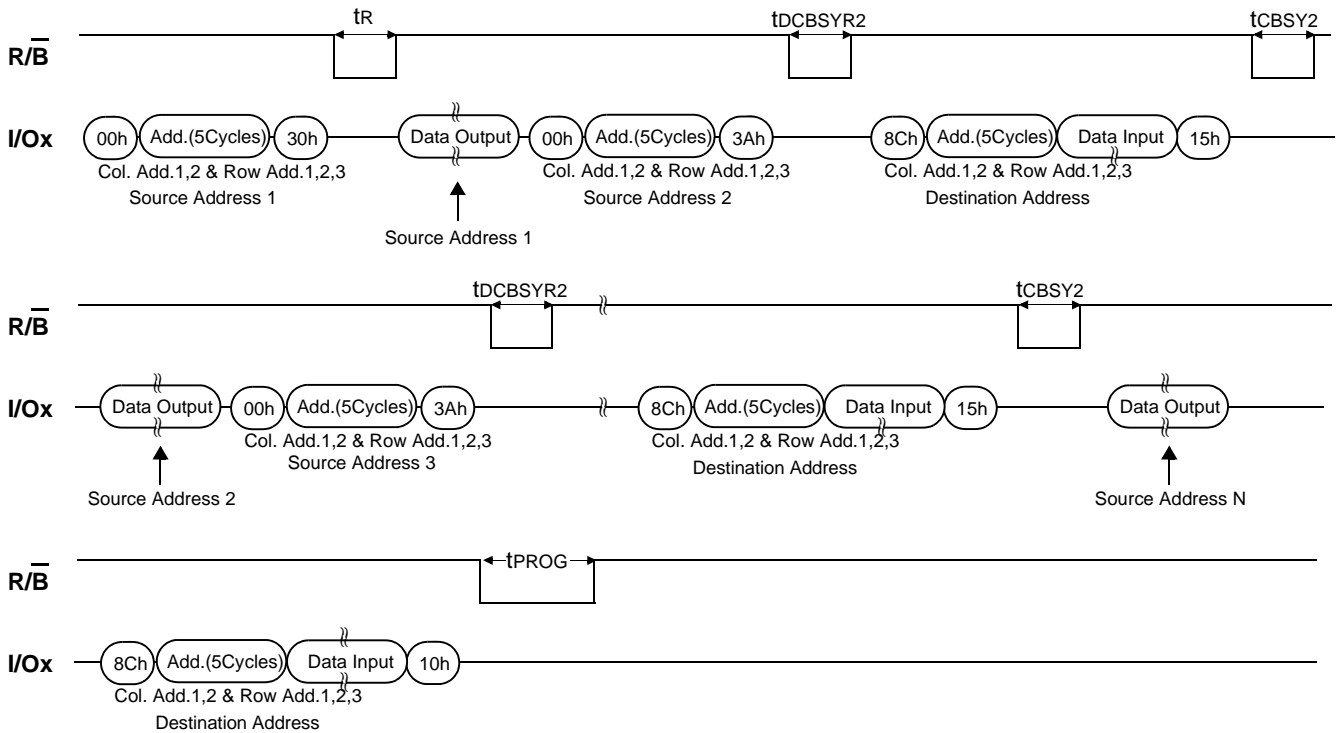 tR tDCBSYR2 tCBSY2
R/B
I/Ox 00h Add.(5Cycles) 30h Data Output 00h Add.(5Cycles) 3Ah 8Ch Add.(5Cycles) Data Input 15h
Col. Add.1,2 & Row Add.1,2,3 Col. Add.1,2 & Row Add.1,2,3 Col. Add.1,2 & Row Add.1,2,3
Source Address 1 Source Address 2 Destination Address
Source Address 1
tDCBSYR2 tCBSY2
R/B
I/Ox Data Output 00h Add.(5Cycles) 3Ah 8Ch Add.(5Cycles) Data Input 15h Data Output
Col. Add.1,2 & Row Add.1,2,3 Col. Add.1,2 & Row Add.1,2,3
Source Address 3 Destination Address
Source Address 2 Source Address N
tPROG
R/B
I/Ox 8Ch Add.(5Cycles) Data Input 10h
Col. Add.1,2 & Row Add.1,2,3
Destination Address